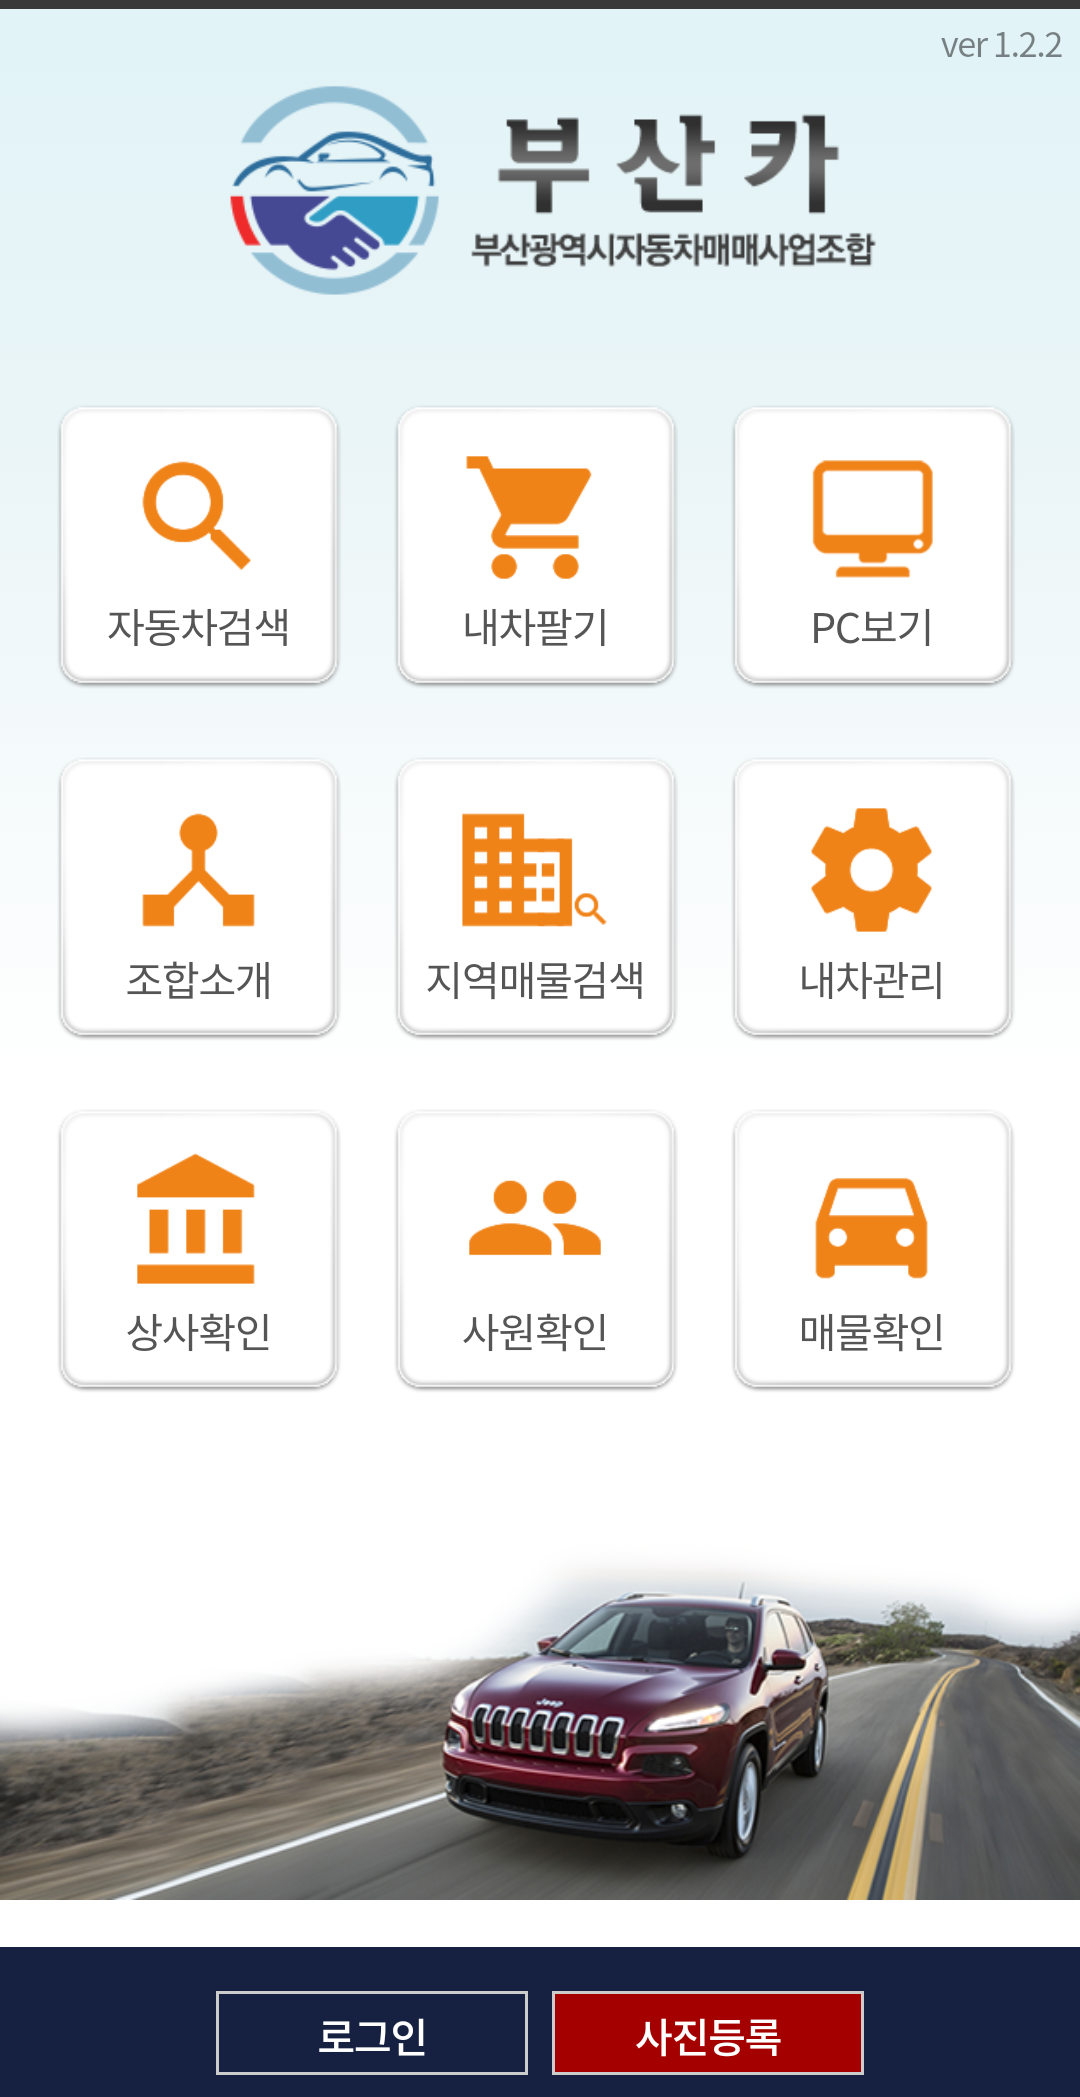 ver 1.2.2
부산카
부산광역시자동차매매사업조합
자동차검색 내차팔기 PC보기
조합소개 지역매물검색 내차관리
상사확인 사원확인 매물확인
Jeep
로그인 사진등록